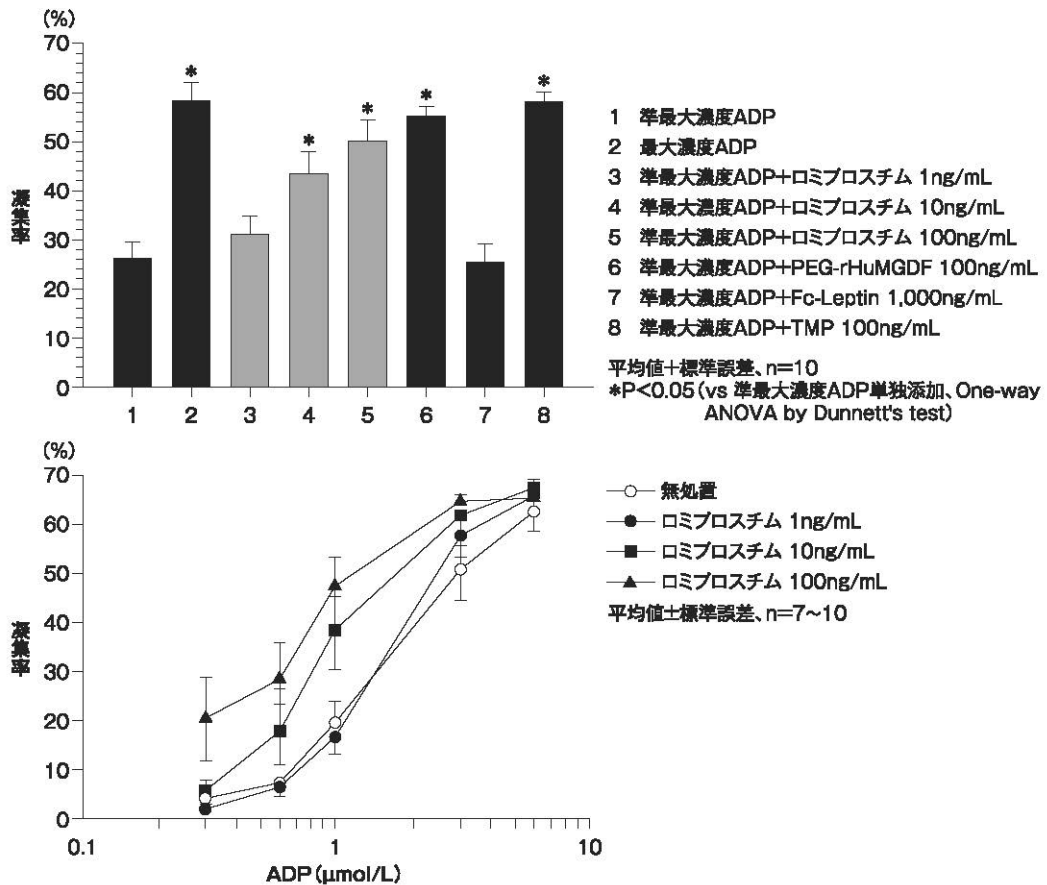 (%)
70
60
50
40
30
20
10
0
凝集率
* * * * *
1 2 3 4 5 6 7 8
1 準最大濃度ADP
2 最大濃度ADP
3 準最大濃度ADP+ロミプロスチム 1ng/mL
4 準最大濃度ADP+ロミプロスチム 10ng/mL
5 準最大濃度ADP+ロミプロスチム 100ng/mL
6 準最大濃度ADP+PEG-rHuMGDF 100ng/mL
7 準最大濃度ADP+Fc-Leptin 1,000ng/mL
8 準最大濃度ADP+TMP 100ng/mL
平均値+標準誤差、n=10
*P<0.05(vs 準最大濃度ADP単独添加、One-way
ANOVA by Dunnett's test)
(%)
70
60
50
40
30
20
10
0
凝集率
0.1 1 10
ADP(μmol/L)
無処置
ロミプロスチム 1ng/mL
ロミプロスチム 10ng/mL
ロミプロスチム 100ng/mL
平均値±標準誤差、n=7~10